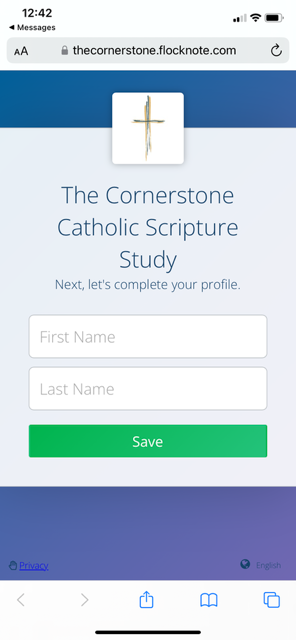 12:42
◀ Messages
AA thecornerstone.flocknote.com
The Cornerstone
Catholic Scripture
Study
Next, let's complete your profile.
First Name
Last Name
Save
Privacy English